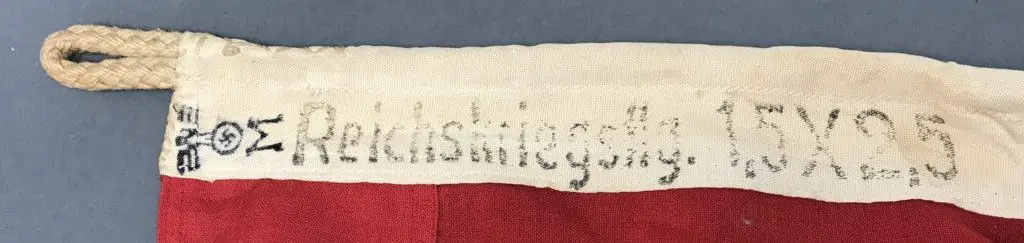 M Reichskriegsflg. 1,5X2,5